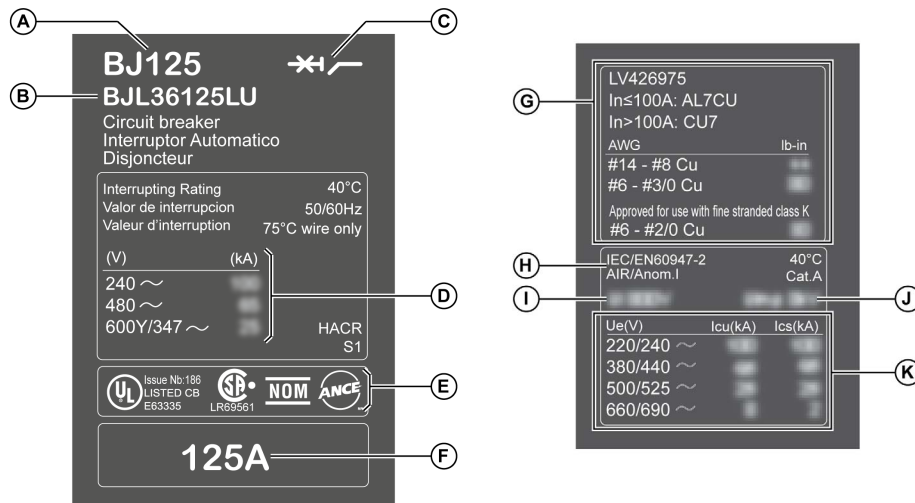 A
C
BJ125
B
BJL36125LU
Circuit breaker
Interruptor Automatico
Disjoncteur
Interrupting Rating 40°C
Valor de interrupcion 50/60Hz
Valeur d'interruption 75°C wire only
(V) (kA)
240 ~
480 ~
600Y/347 ~
D
HACR
S1
UL Issue Nb:186
LISTED CB
E63335
SA
LR69561
NOM
ANCE
E
125A
F
G
LV426975
In≤100A: AL7CU
In>100A: CU7
AWG lb-in
#14 - #8 Cu
#6 - #3/0 Cu
Approved for use with fine stranded class K
#6 - #2/0 Cu
H
IEC/EN60947-2 40°C
AIR/Anom.I Cat.A
I
J
Ue(V) Icu(kA) Ics(kA)
220/240 ~
380/440 ~
500/525 ~
660/690 ~
K